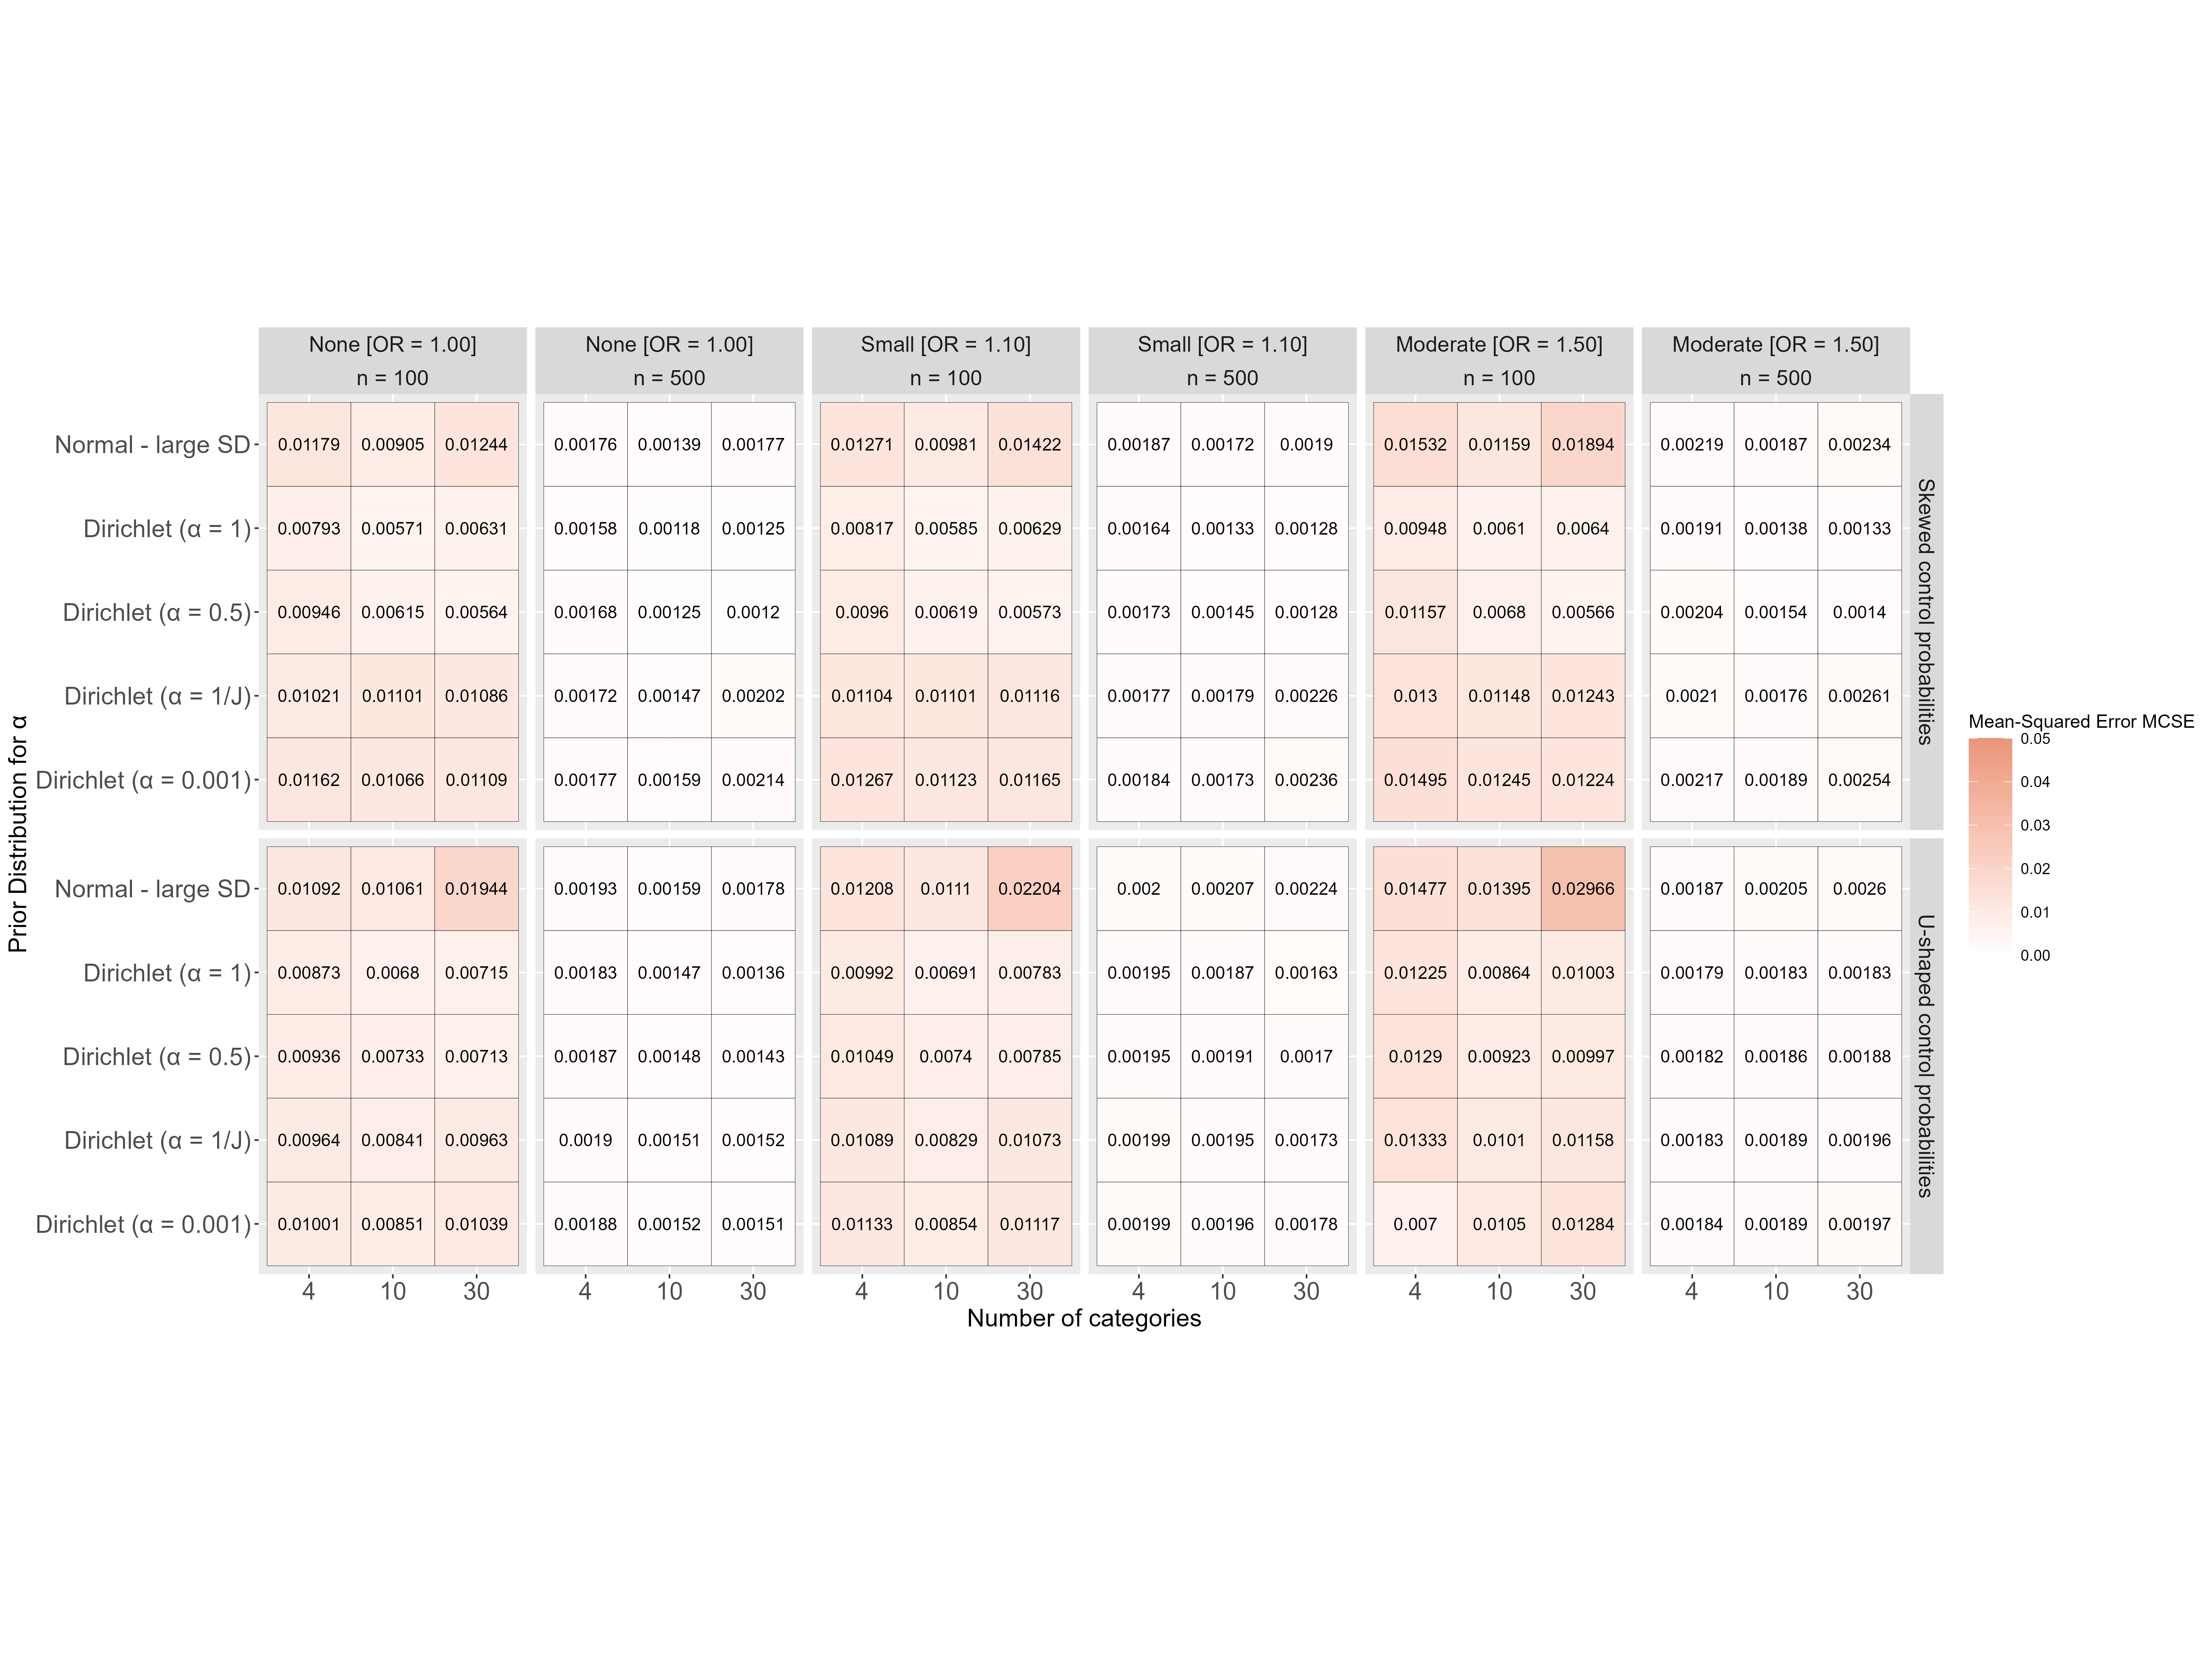 None [OR = 1.00] None [OR = 1.00] Small [OR = 1.10] Small [OR = 1.10] Moderate [OR = 1.50] Moderate [OR = 1.50]
n = 100 n = 500 n = 100 n = 500 n = 100 n = 500
Normal - large SD 0.01179 0.00905 0.01244 0.00176 0.00139 0.00177 0.01271 0.00981 0.01422 0.00187 0.00172 0.0019 0.01532 0.01159 0.01894 0.00219 0.00187 0.00234
Dirichlet (α = 1) 0.00793 0.00571 0.00631 0.00158 0.00118 0.00125 0.00817 0.00585 0.00629 0.00164 0.00133 0.00128 0.00948 0.0061 0.0064 0.00191 0.00138 0.00133
Dirichlet (α = 0.5) 0.00946 0.00615 0.00564 0.00168 0.00125 0.0012 0.0096 0.00619 0.00573 0.00173 0.00145 0.00128 0.01157 0.0068 0.00566 0.00204 0.00154 0.0014
Dirichlet (α = 1/J) 0.01021 0.01101 0.01086 0.00172 0.00147 0.00202 0.01104 0.01101 0.01116 0.00177 0.00179 0.00226 0.013 0.01148 0.01243 0.0021 0.00176 0.00261
Dirichlet (α = 0.001) 0.01162 0.01066 0.01109 0.00177 0.00159 0.00214 0.01267 0.01123 0.01165 0.00184 0.00173 0.00236 0.01495 0.01245 0.01224 0.00217 0.00189 0.00254
Skewed control probabilities
Normal - large SD 0.01092 0.01061 0.01944 0.00193 0.00159 0.00178 0.01208 0.0111 0.02204 0.002 0.00207 0.00224 0.01477 0.01395 0.02966 0.00187 0.00205 0.0026
Dirichlet (α = 1) 0.00873 0.0068 0.00715 0.00183 0.00147 0.00136 0.00992 0.00691 0.00783 0.00195 0.00187 0.00163 0.01225 0.00864 0.01003 0.00179 0.00183 0.00183
Dirichlet (α = 0.5) 0.00936 0.00733 0.00713 0.00187 0.00148 0.00143 0.01049 0.0074 0.00785 0.00195 0.00191 0.0017 0.0129 0.00923 0.00997 0.00182 0.00186 0.00188
Dirichlet (α = 1/J) 0.00964 0.00841 0.00963 0.0019 0.00151 0.00152 0.01089 0.00829 0.01073 0.00199 0.00195 0.00173 0.01333 0.0101 0.01158 0.00183 0.00189 0.00196
Dirichlet (α = 0.001) 0.01001 0.00851 0.01039 0.00188 0.00152 0.00151 0.01133 0.00854 0.01117 0.00199 0.00196 0.00178 0.007 0.0105 0.01284 0.00184 0.00189 0.00197
U-shaped control probabilities
4 10 30 4 10 30 4 10 30 4 10 30 4 10 30 4 10 30
Number of categories
Prior Distribution for α
Mean-Squared Error MCSE
0.05
0.04
0.03
0.02
0.01
0.00